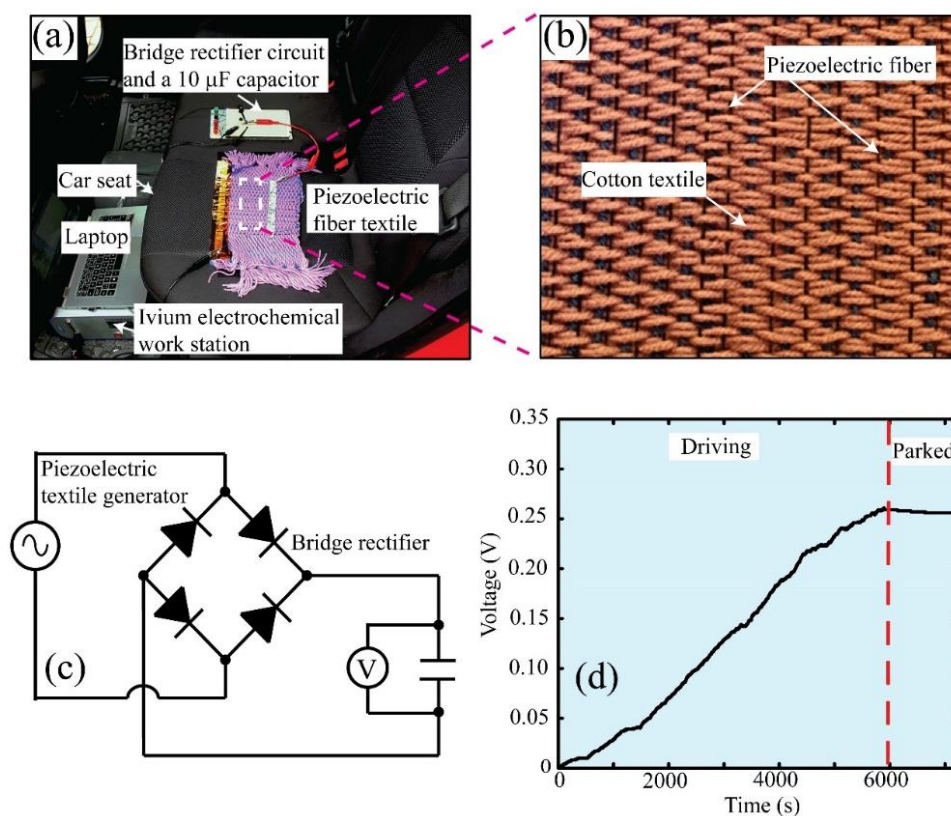 (a)
Bridge rectifier circuit
and a 10 µF capacitor
Car seat
Laptop
Piezoelectric
fiber textile
Ivium electrochemical
work station
(b)
Piezoelectric fiber
Cotton textile
(c)
Piezoelectric
textile generator
Bridge rectifier
V
(d)
0.35
0.30
0.25
0.20
0.15
0.10
0.05
0
Voltage (V)
Driving
Parked
0
2000
4000
6000
Time (s)